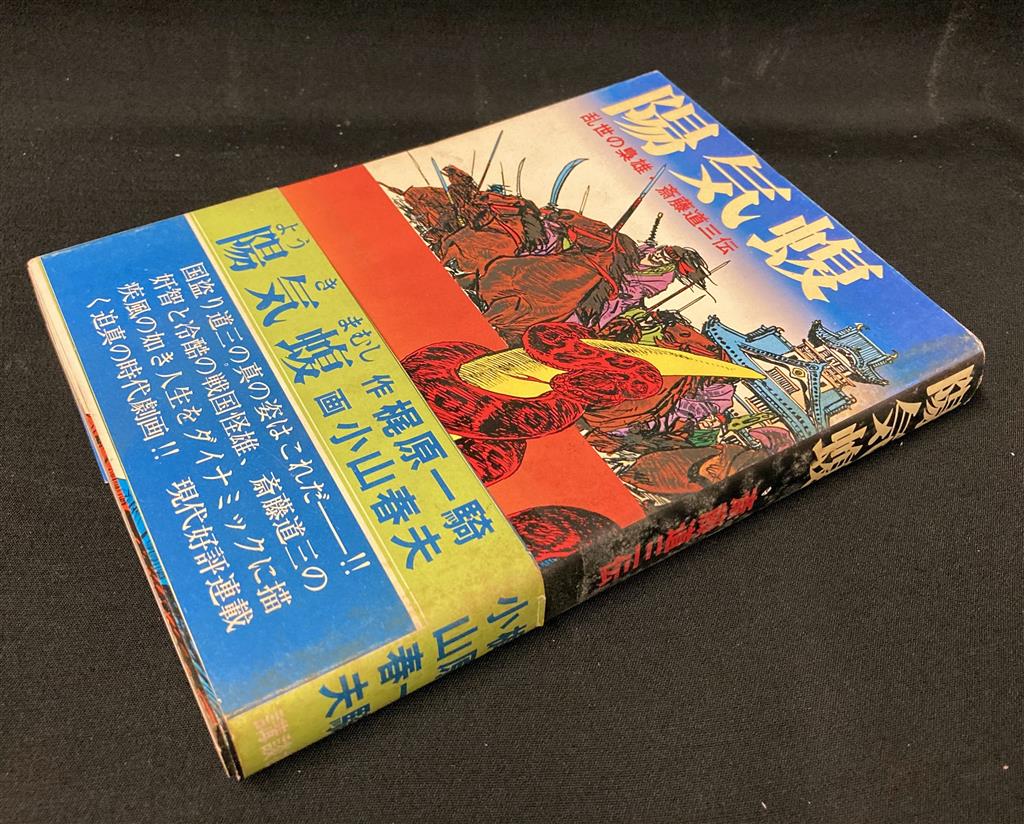 陽気蝮
乱世の梟雄・斎藤道三伝
よう
き
まむし
陽気蝮
作 梶原一騎
画 小山春夫
国盗り道三の真の姿はこれだ――!!
奸智と冷酷の戦国怪雄、斎藤道三の
疾風の如き人生をダイナミックに描
く迫真の時代劇画!!
現代好評連載
陽気蝮
斎藤道三伝
梶原一騎
小山春夫